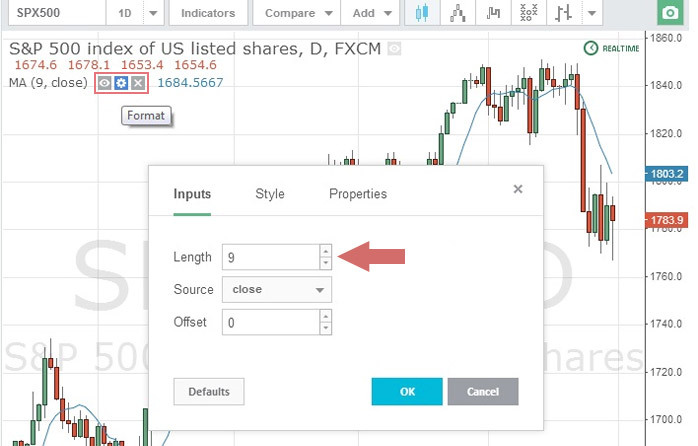 SPX500 1D Indicators Compare Add
S&P 500 index of US listed shares, D, FXCM
REALTIME
1674.6 1678.1 1653.4 1654.6
MA (9, close) 1684.5667
Format
Inputs Style Properties
Length 9
Source close
Offset 0
Defaults OK Cancel
1860.0
1840.0
1820.0
1803.2
1800.0
1783.9
1760.0
1740.0
1720.0
1700.0
S&P 500
shares